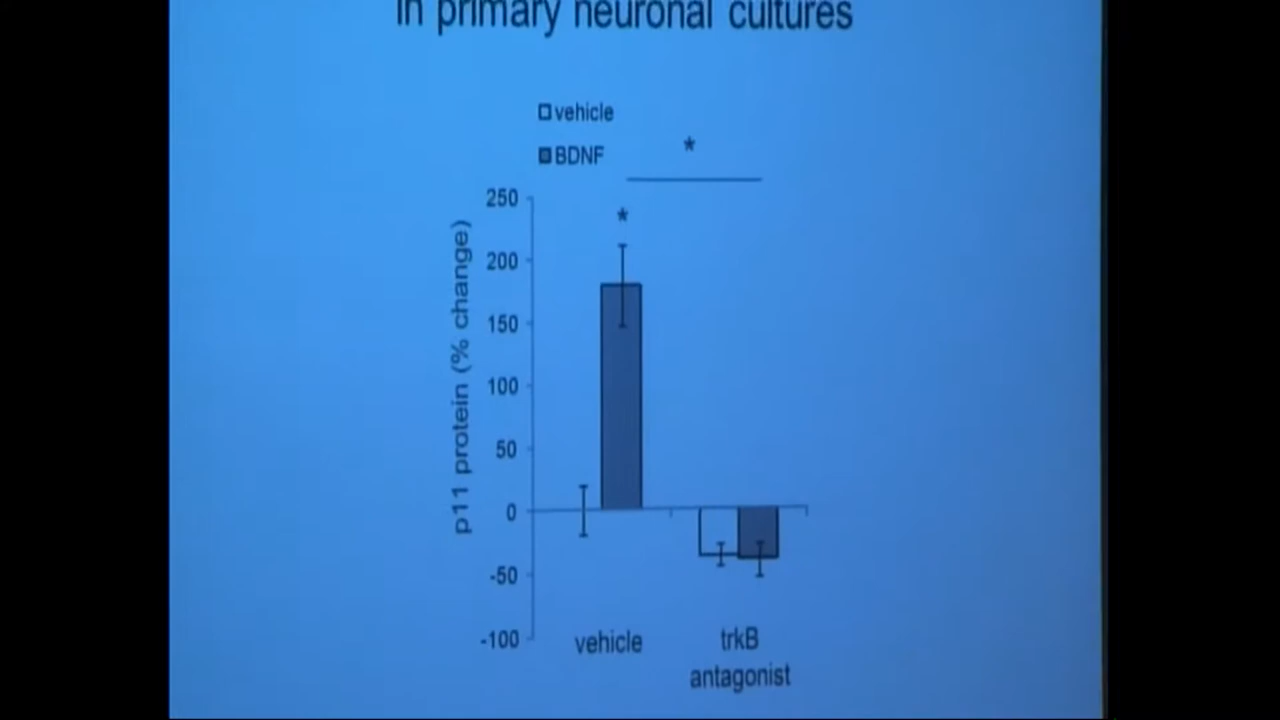 in primary neuronal cultures
vehicle
BDNF
*
*
250
200
150
100
50
0
-50
-100
p11 protein (% change)
vehicle
trkB
antagonist